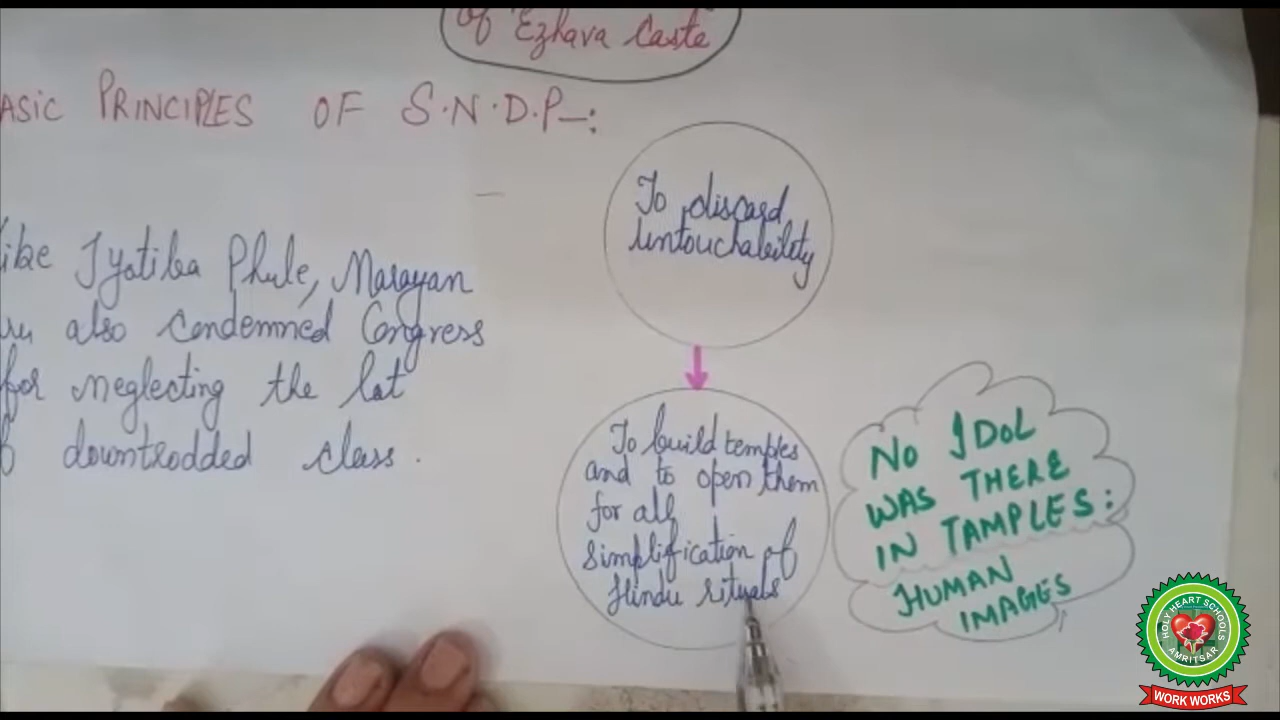 of Ezhava Caste
ASIC PRINCIPLES OF S.N.D.P—:
To discard
untouchability
like Jyotiba Phule, Narayan
also condemned Congress
for neglecting the lot
downtrodded class.
To build temples
and to open them
for all
simplification of
Hindu rituals
NO IDOL
WAS THERE
IN TAMPLES:
HUMAN
IMAGES
HOLY HEART SCHOOLS
AMRITSAR
WORK WORKS